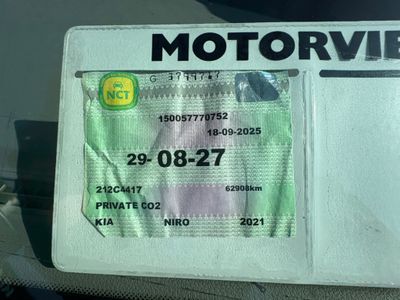 MOTORVIE
NCT
150057770752
18-09-2025
29-08-27
212C4417
62908km
PRIVATE CO2
KIA NIRO 2021